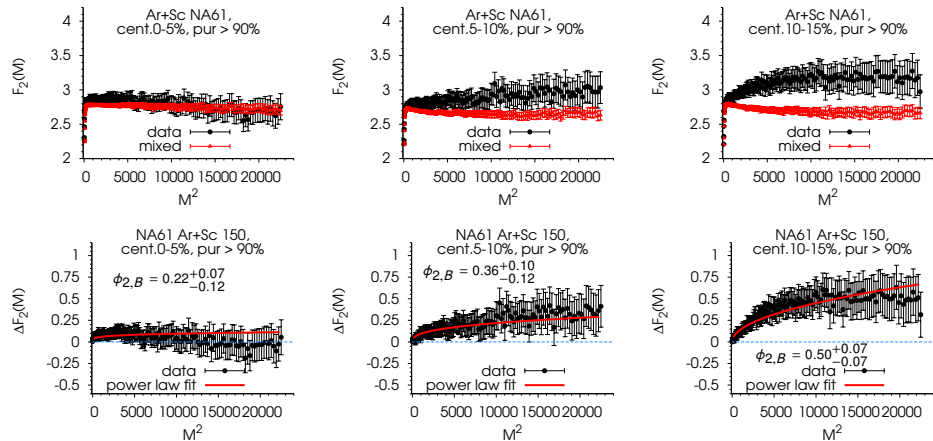 Ar+Sc NA61,
cent.0-5%, pur > 90%
4
3.5
3
2.5
2
F2(M)
data
mixed
0 5000 10000 15000 20000
M²
Ar+Sc NA61,
cent.5-10%, pur > 90%
4
3.5
3
2.5
2
F2(M)
data
mixed
0 5000 10000 15000 20000
M²
Ar+Sc NA61,
cent.10-15%, pur > 90%
4
3.5
3
2.5
2
F2(M)
data
mixed
0 5000 10000 15000 20000
M²
NA61 Ar+Sc 150,
cent.0-5%, pur > 90%
1
0.75
0.5
0.25
0
-0.5
ΔF2(M)
ϕ2,B = 0.22+0.07
-0.12
data
power law fit
0 5000 10000 15000 20000
M²
NA61 Ar+Sc 150,
cent.5-10%, pur > 90%
1
0.75
0.5
0.25
0
-0.5
ΔF2(M)
ϕ2,B = 0.36+0.10
-0.12
data
power law fit
0 5000 10000 15000 20000
M²
NA61 Ar+Sc 150,
cent.10-15%, pur > 90%
1
0.75
0.5
0.25
0
-0.5
ΔF2(M)
ϕ2,B = 0.50+0.07
-0.07
data
power law fit
0 5000 10000 15000 20000
M²